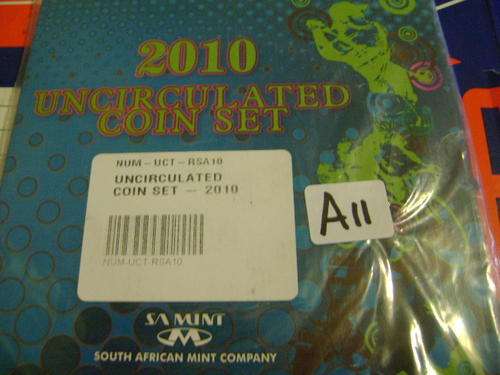 2010
UNCIRCULATED
COIN SET
NUM-UCT-RSA10
UNCIRCULATED
COIN SET — 2010
NUM-UCT-RSA10
A11
SA MINT
SOUTH AFRICAN MINT COMPANY